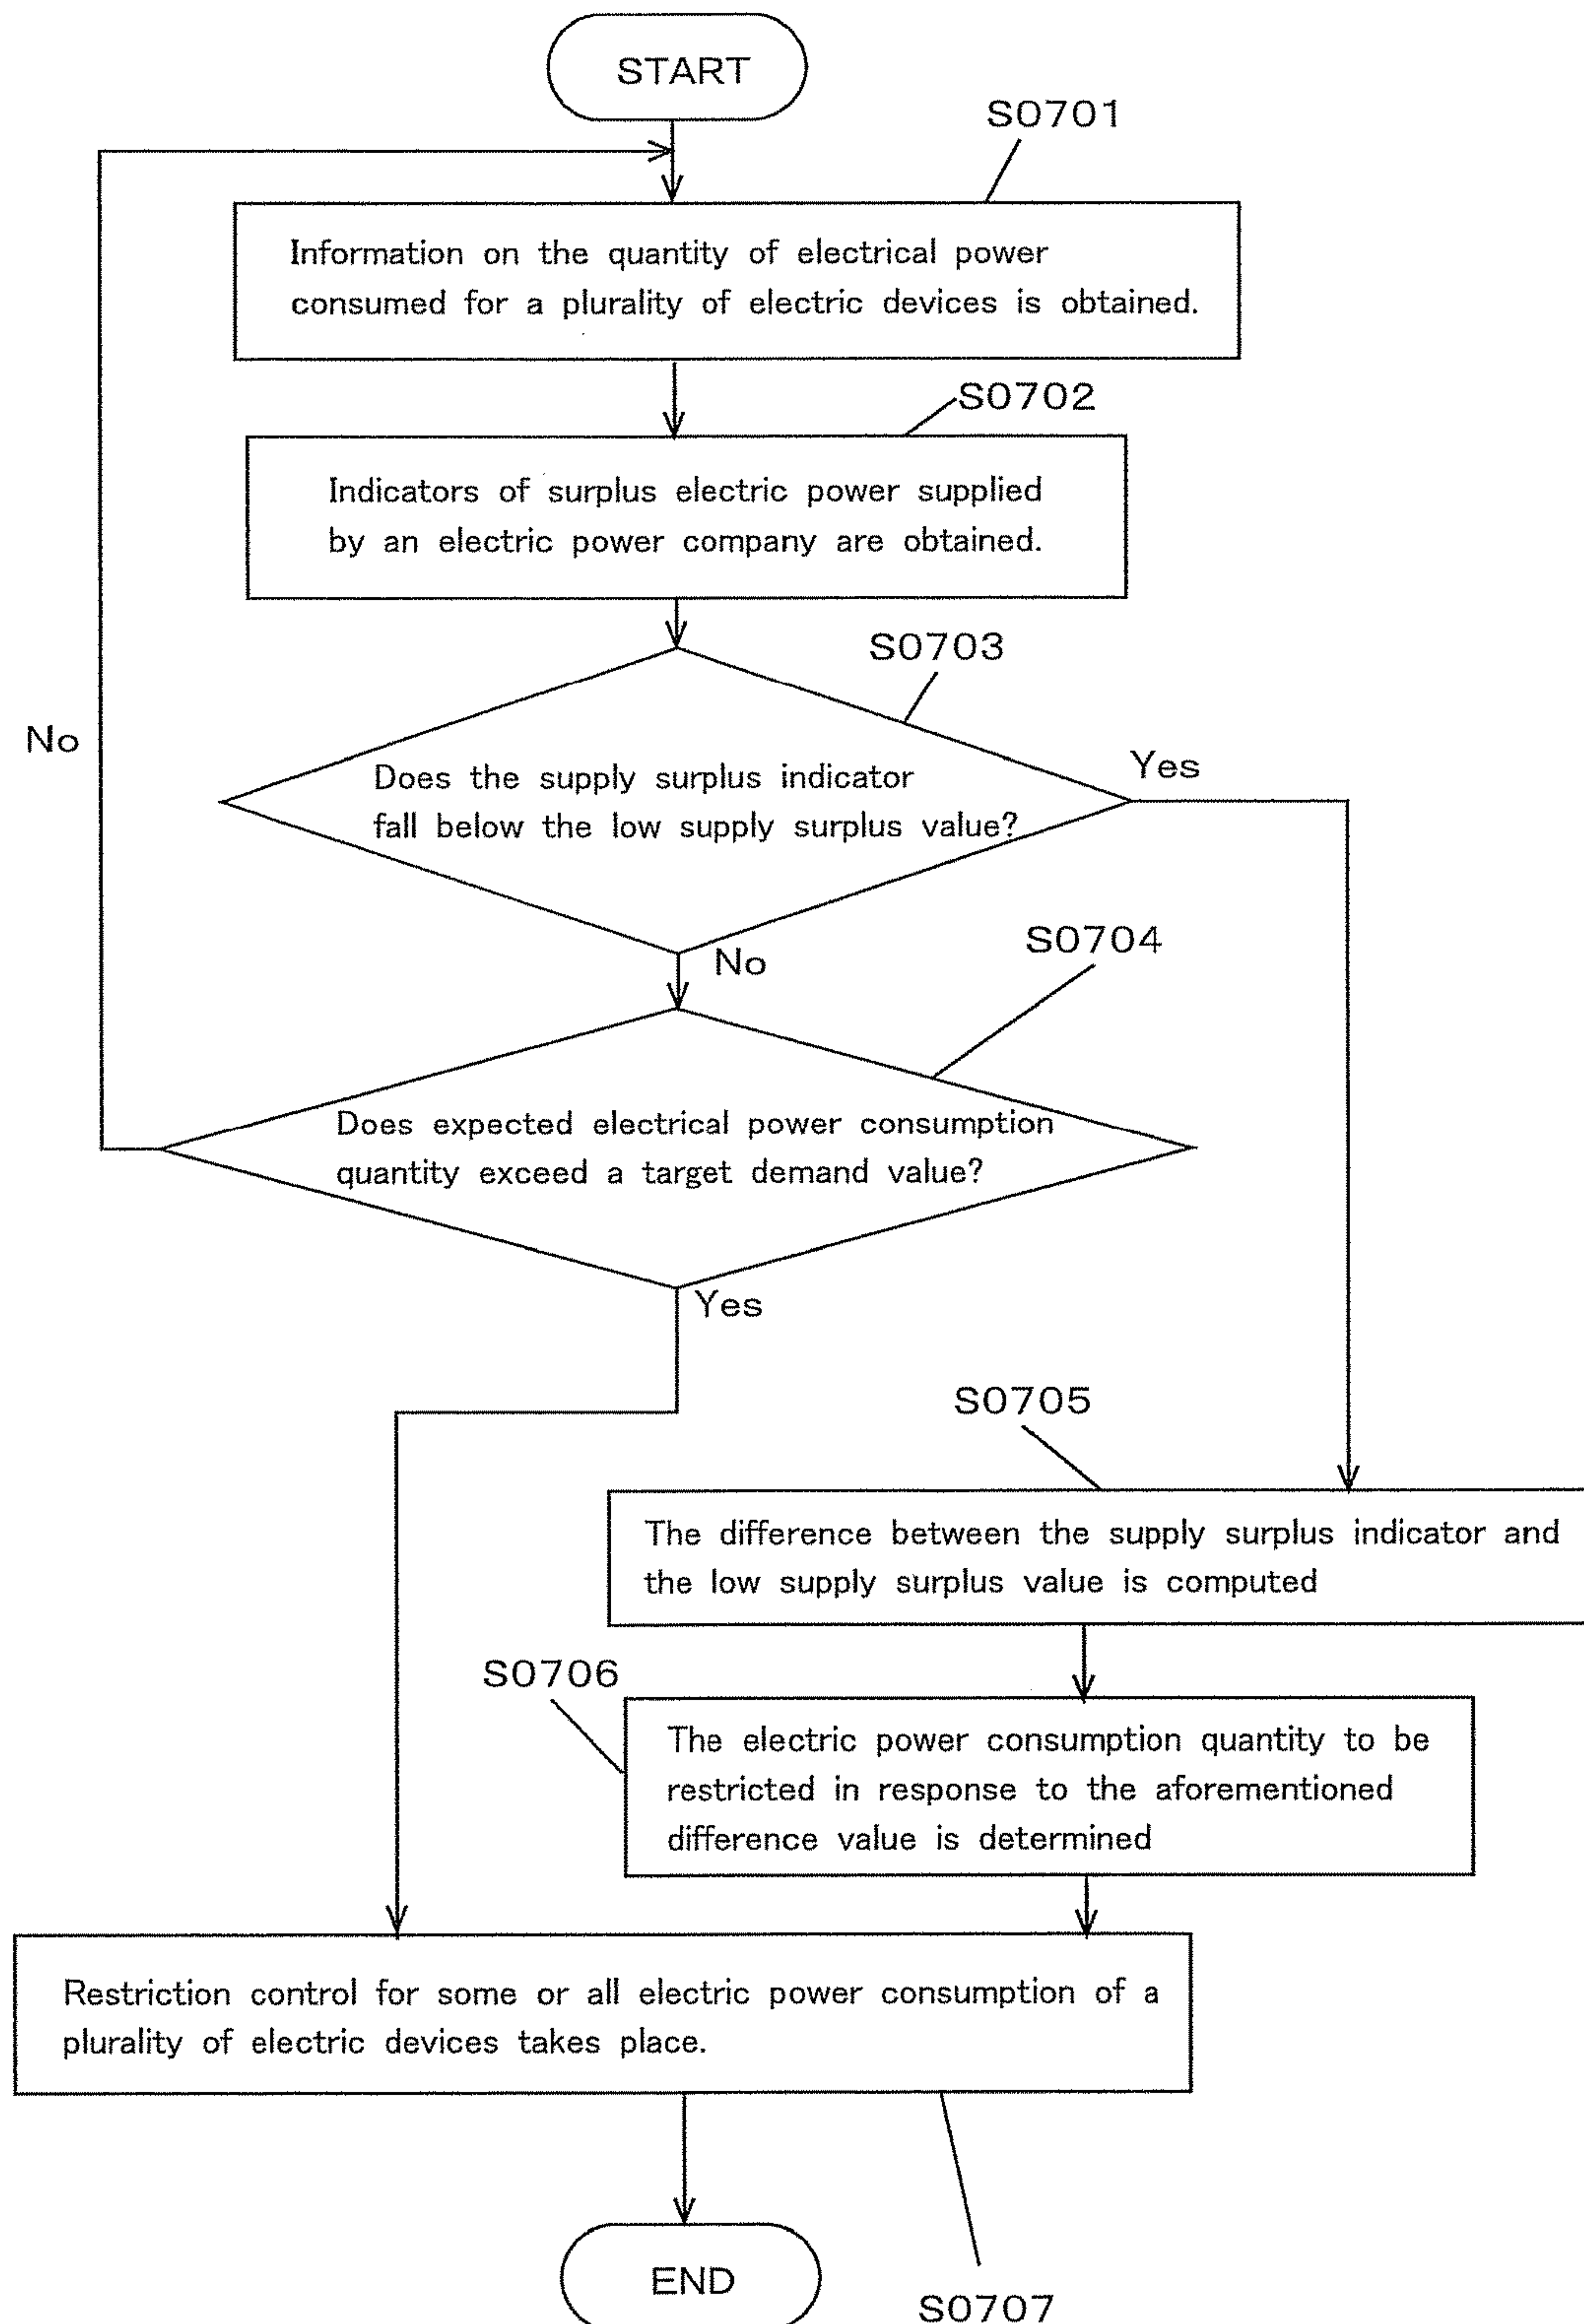 START
S0701
Information on the quantity of electrical power
consumed for a plurality of electric devices is obtained.
S0702
Indicators of surplus electric power supplied
by an electric power company are obtained.
S0703
No
Yes
Does the supply surplus indicator
fall below the low supply surplus value?
No
S0704
Does expected electrical power consumption
quantity exceed a target demand value?
Yes
S0705
The difference between the supply surplus indicator and
the low supply surplus value is computed
S0706
The electric power consumption quantity to be
restricted in response to the aforementioned
difference value is determined
Restriction control for some or all electric power consumption of a
plurality of electric devices takes place.
END
S0707